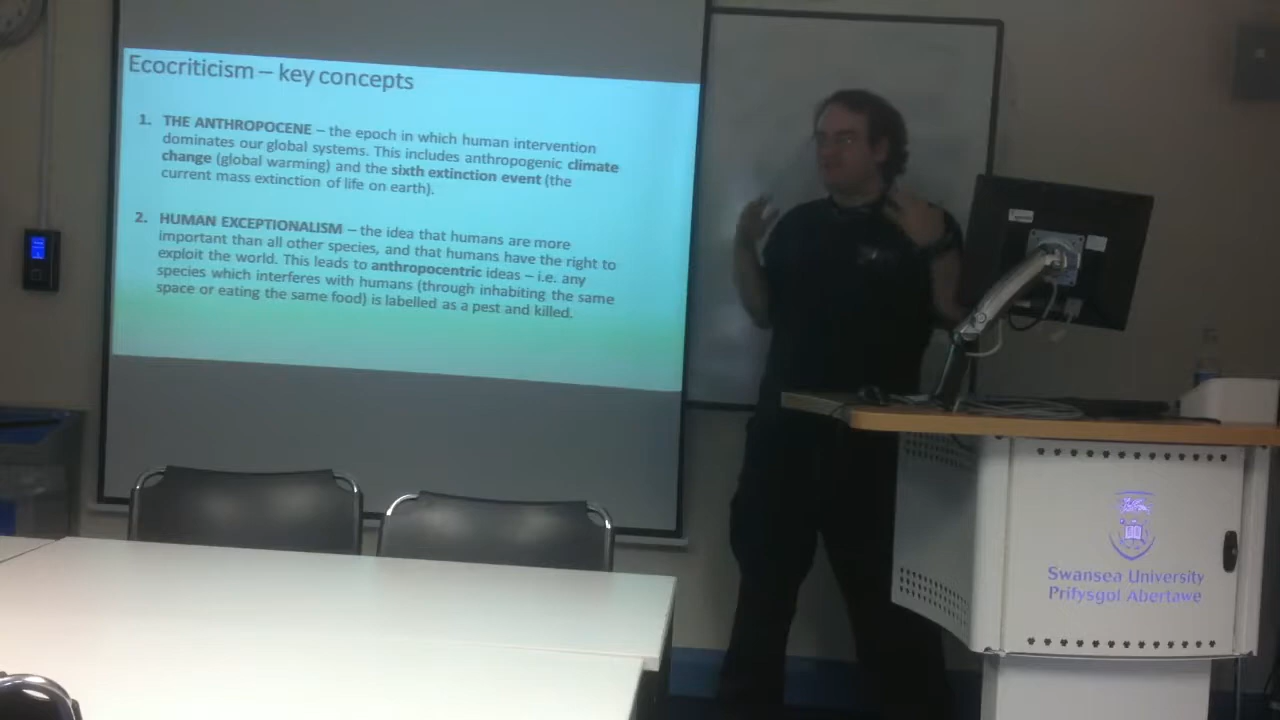 Ecocriticism – key concepts
1. THE ANTHROPOCENE – the epoch in which human intervention
dominates our global systems. This includes anthropogenic climate
change (global warming) and the sixth extinction event (the
current mass extinction of life on earth).
2. HUMAN EXCEPTIONALISM – the idea that humans are more
important than all other species, and that humans have the right to
exploit the world. This leads to anthropocentric ideas – i.e. any
species which interferes with humans (through inhabiting the same
space or eating the same food) is labelled as a pest and killed.
Swansea University
Prifysgol Abertawe